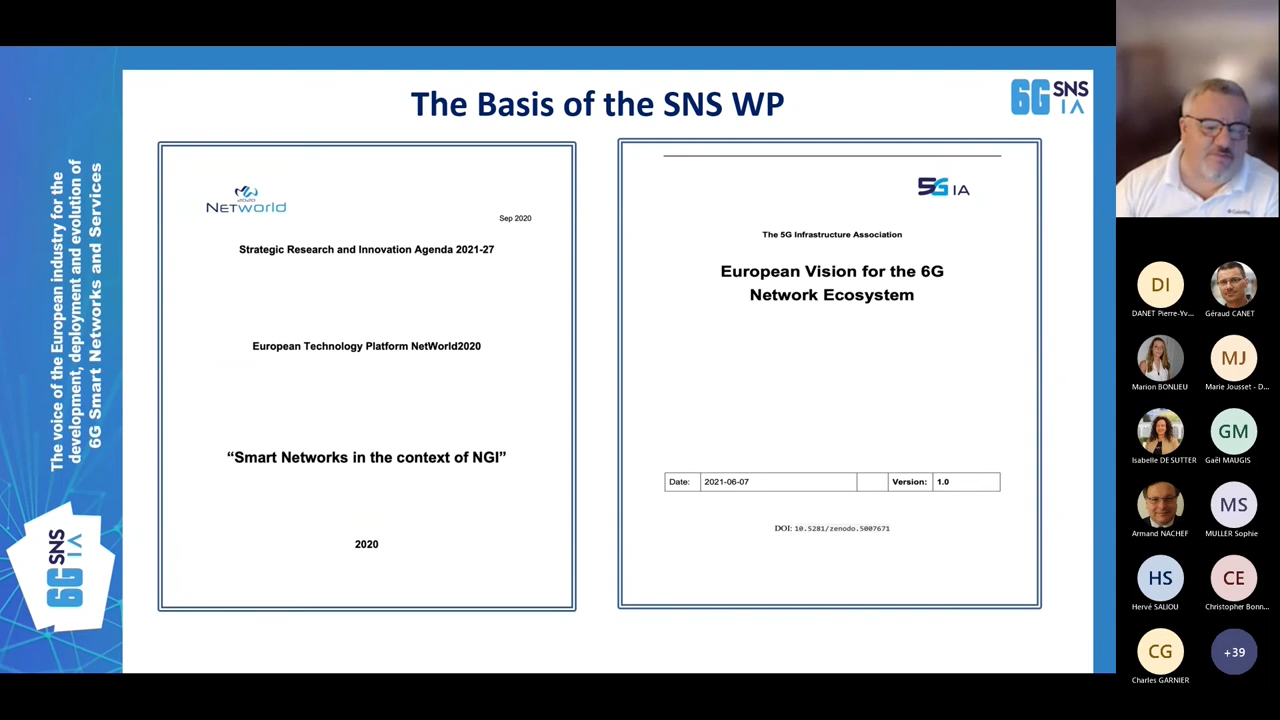 The voice of the European industry for the
development, deployment and evolution of
6G Smart Networks and Services
6G SNS IA
The Basis of the SNS WP
6G SNS IA
2020
NETWorld
Sep 2020
Strategic Research and Innovation Agenda 2021-27
European Technology Platform NetWorld2020
“Smart Networks in the context of NGI”
2020
5G IA
The 5G Infrastructure Association
European Vision for the 6G
Network Ecosystem
Date: 2021-06-07 Version: 1.0
DOI: 10.5281/zenodo.5007671
DI
DANET Pierre-Yv...
Géraud CANET
Marion BONLIEU
MJ
Marie Jousset - D...
Isabelle DE SUTTER
GM
Gaël MAUGIS
Armand NACHEF
MS
MULLER Sophie
HS
Hervé SALIOU
CE
Christopher Bonn...
CG
Charles GARNIER
+39